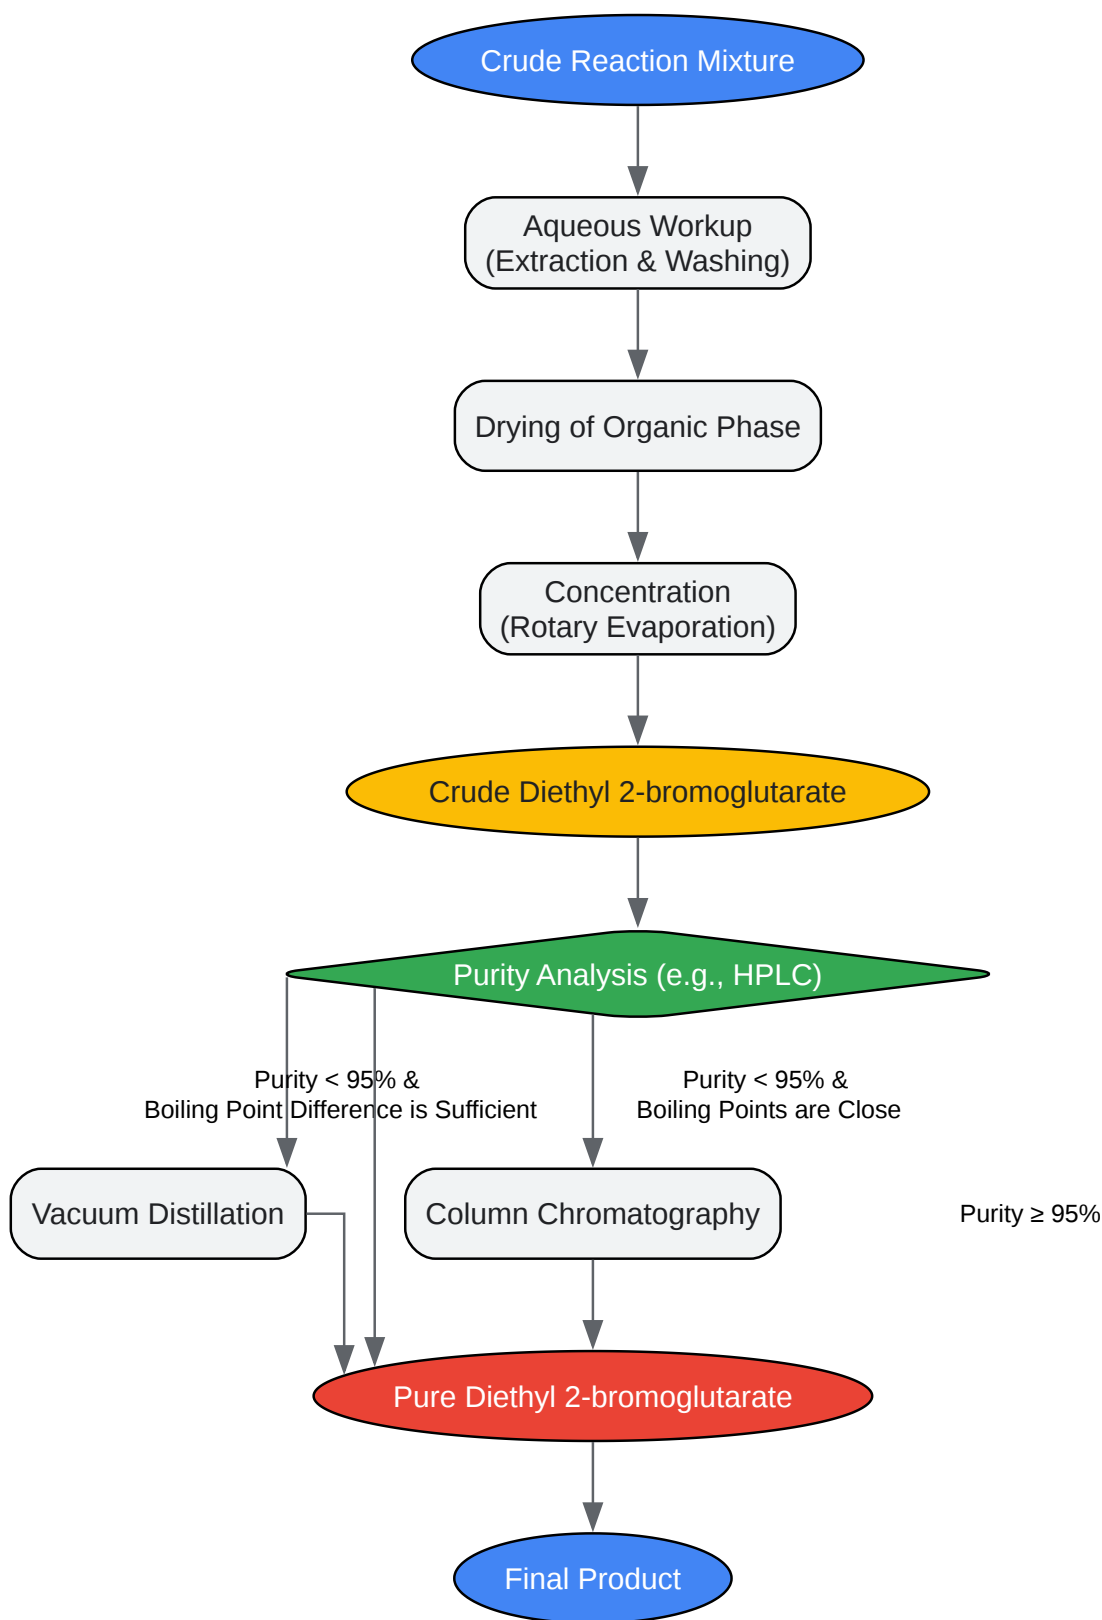 Crude Reaction Mixture
Aqueous Workup
(Extraction & Washing)
Drying of Organic Phase
Concentration
(Rotary Evaporation)
Crude Diethyl 2-bromoglutarate
Purity Analysis (e.g., HPLC)
Purity < 95% &
Boiling Point Difference is Sufficient
Purity < 95% &
Boiling Points are Close
Vacuum Distillation
Column Chromatography
Purity ≥ 95%
Pure Diethyl 2-bromoglutarate
Final Product